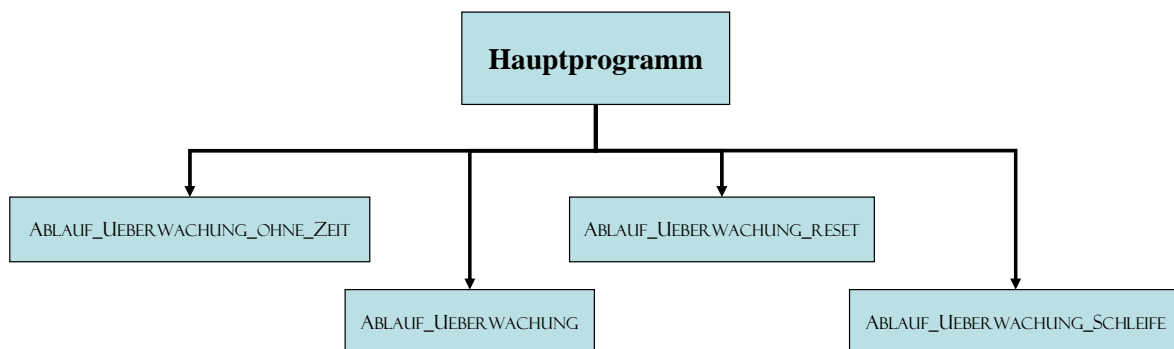 Hauptprogramm
ABLAUF_UEBERWACHUNG_OHNE_ZEIT
ABLAUF_UEBERWACHUNG_RESET
ABLAUF_UEBERWACHUNG
ABLAUF_UEBERWACHUNG_SCHLEIFE